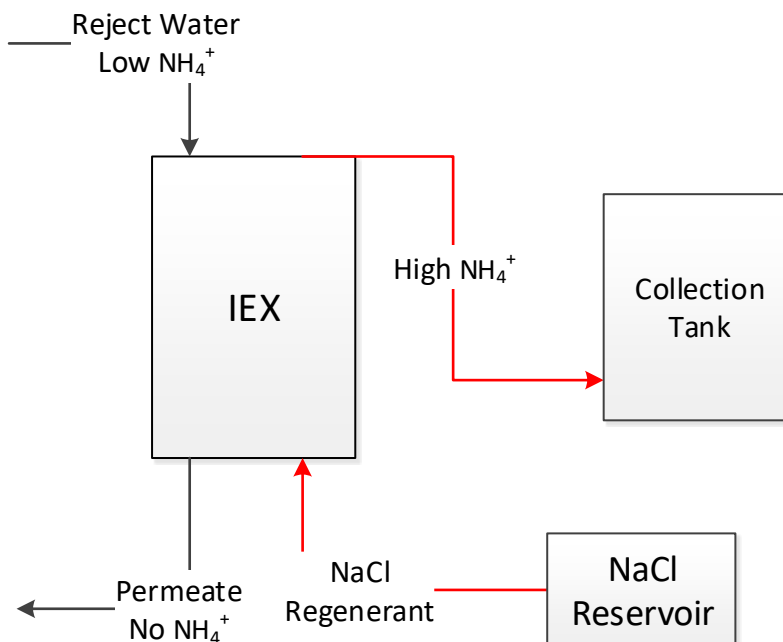 Reject Water
Low NH₄⁺
IEX
High NH₄⁺
Collection
Tank
Permeate
No NH₄⁺
NaCl
Regenerant
NaCl
Reservoir